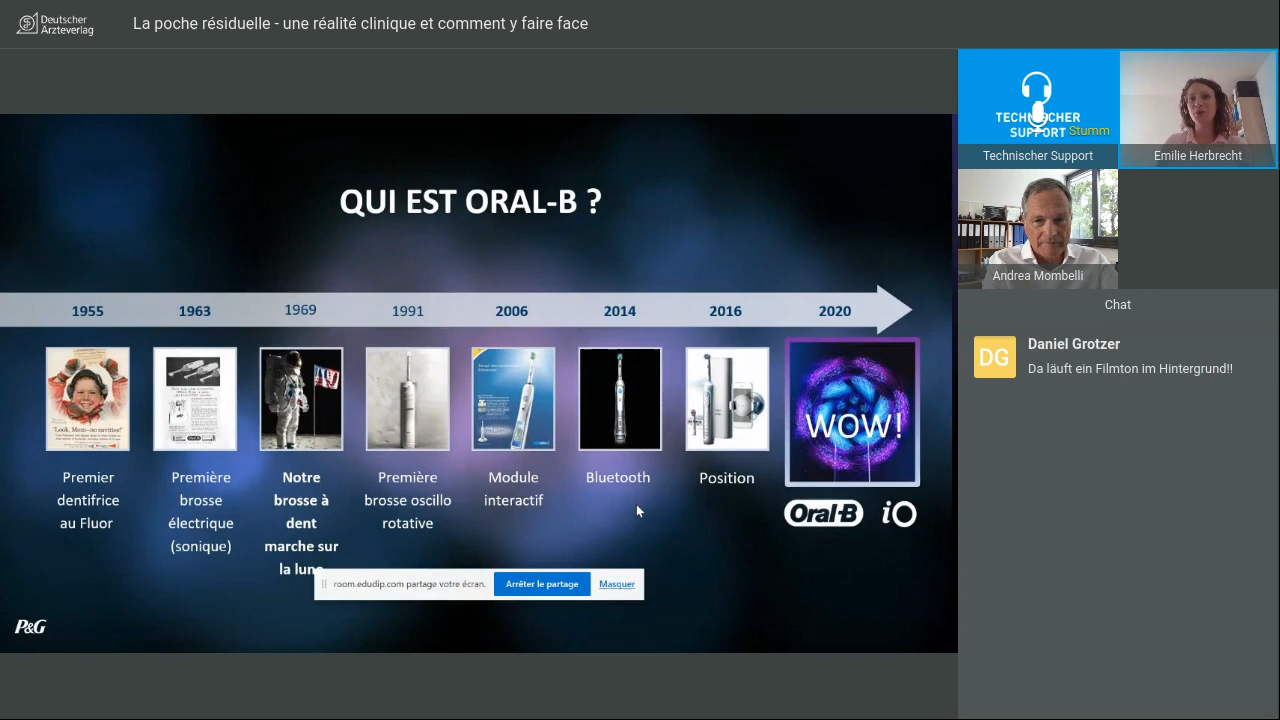 Deutscher
Ärzteverlag
La poche résiduelle - une réalité clinique et comment y faire face
TECHNISCHER
SUPPORT
Stumm
Technischer Support
Emilie Herbrecht
Andrea Mombelli
Chat
DG
Daniel Grotzer
Da läuft ein Filmton im Hintergrund!!
QUI EST ORAL-B ?
1955
1963
1969
1991
2006
2014
2016
2020
"Look, Mom—no cavities!"
WOW!
Premier
dentifrice
au Fluor
Première
brosse
électrique
(sonique)
Notre
brosse à
dent
marche sur
la lune
Première
brosse oscillo
rotative
Module
interactif
Bluetooth
Position
Oral-B
iO
room.edudip.com partage votre écran.
Arrêter le partage
Masquer
P&G